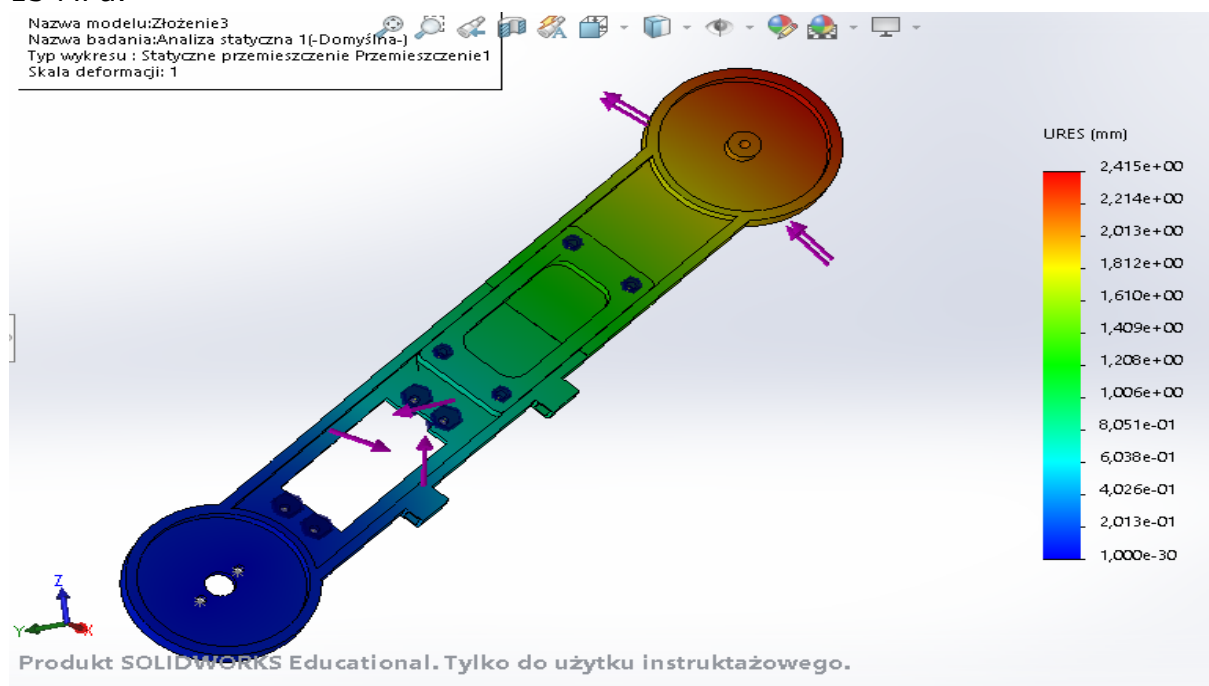 Nazwa modelu:Złożenie3
Nazwa badania:Analiza statyczna 1(-Domyślna-)
Typ wykresu : Statyczne przemieszczenie Przemieszczenie1
Skala deformacji: 1
URES (mm)
2,415e+00
2,214e+00
2,013e+00
1,812e+00
1,610e+00
1,409e+00
1,208e+00
1,006e+00
8,051e-01
6,038e-01
4,026e-01
2,013e-01
1,000e-30
Z
Y X
Produkt SOLIDWORKS Educational. Tylko do użytku instruktażowego.